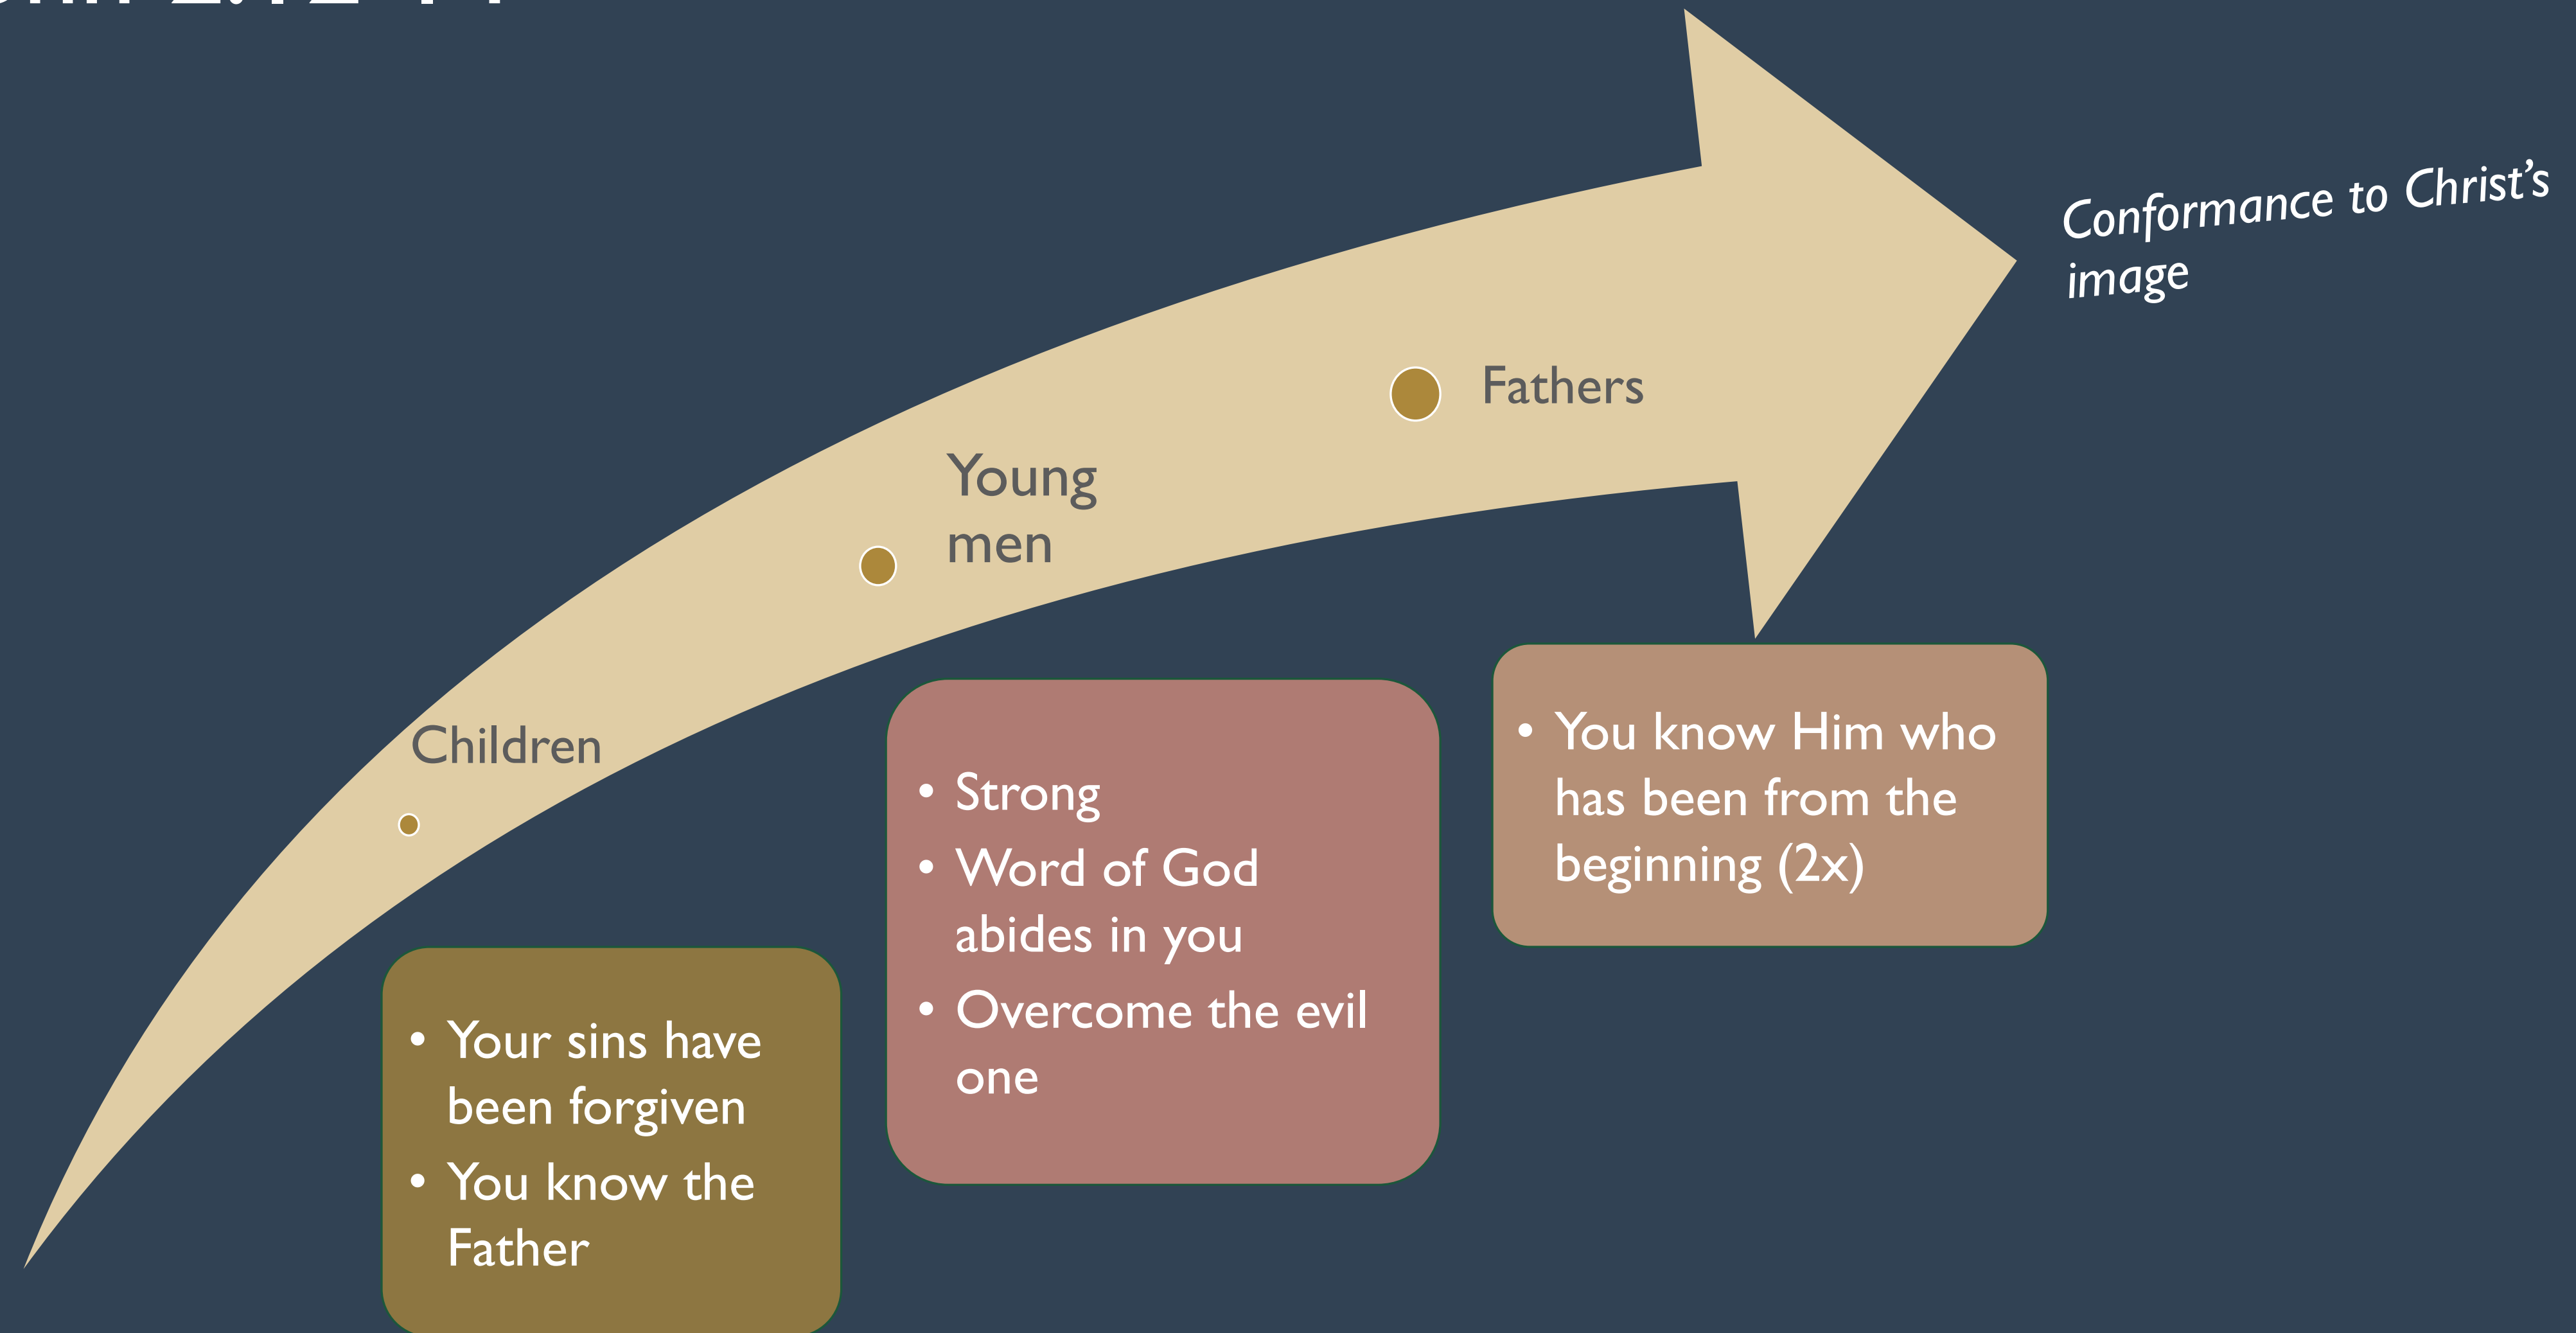 Conformance to Christ's
image
Fathers
Young
men
Children
• Your sins have
been forgiven
• You know the
Father
• Strong
• Word of God
abides in you
• Overcome the evil
one
• You know Him who
has been from the
beginning (2x)